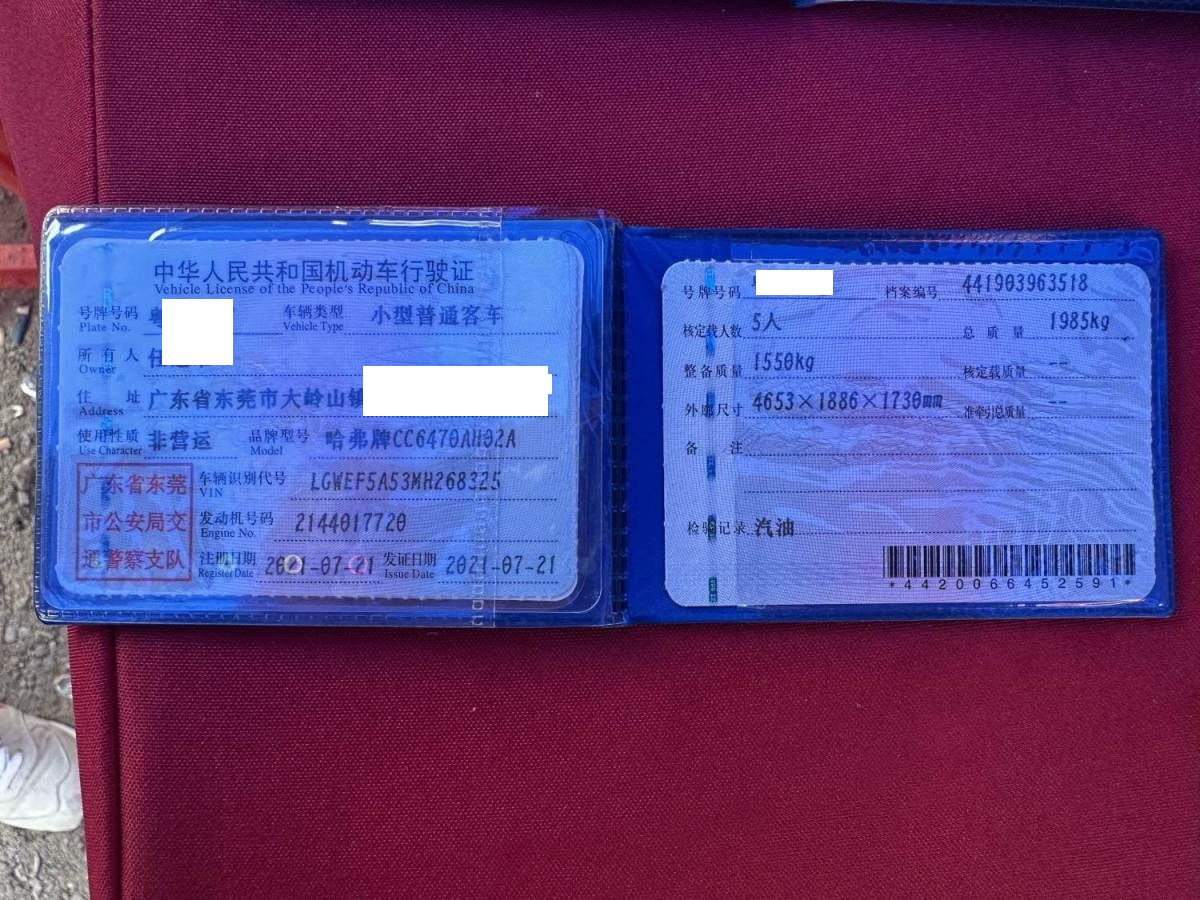 中华人民共和国机动车行驶证
Vehicle License of the People's Republic of China
号牌号码 粤 车辆类型 小型普通客车
Plate No. Vehicle Type
所有人 任
Owner
住址 广东省东莞市大岭山镇
Address
使用性质 非营运 品牌型号 哈弗牌CC6470AH02A
Use Character Model
广东省东莞
市公安局交
通警察支队
车辆识别代号 LGWEF5A53MH268325
VIN
发动机号码 2144017720
Engine No.
注册日期 2021-07-21 发证日期 2021-07-21
Register Date Issue Date
号牌号码 档案编号 441903963518
核定载人数 5人 总质量 1985kg
整备质量 1550kg 核定载质量 --
外廓尺寸 4653×1886×1730mm 准牵引总质量 --
备注
检验记录 汽油
*4420066452591*